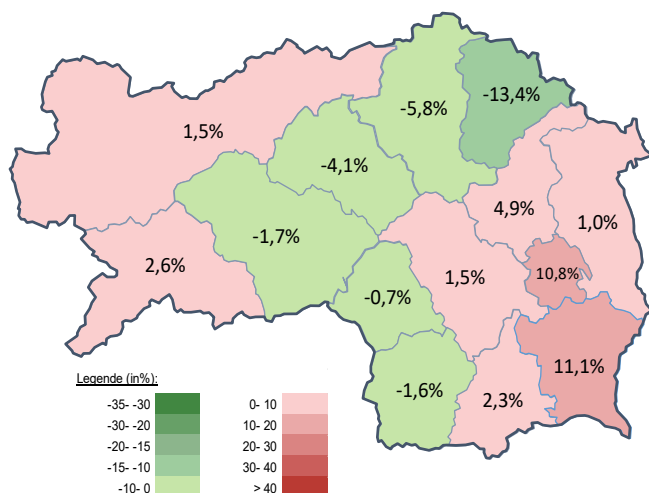 -13,4%
-5,8%
1,5%
-4,1%
4,9%
1,0%
-1,7%
2,6%
1,5%
10,8%
-0,7%
11,1%
-1,6%
2,3%
Legende (in%):
-35- -30 0- 10
-30- -20 10- 20
-20- -15 20- 30
-15- -10 30- 40
-10- 0 > 40